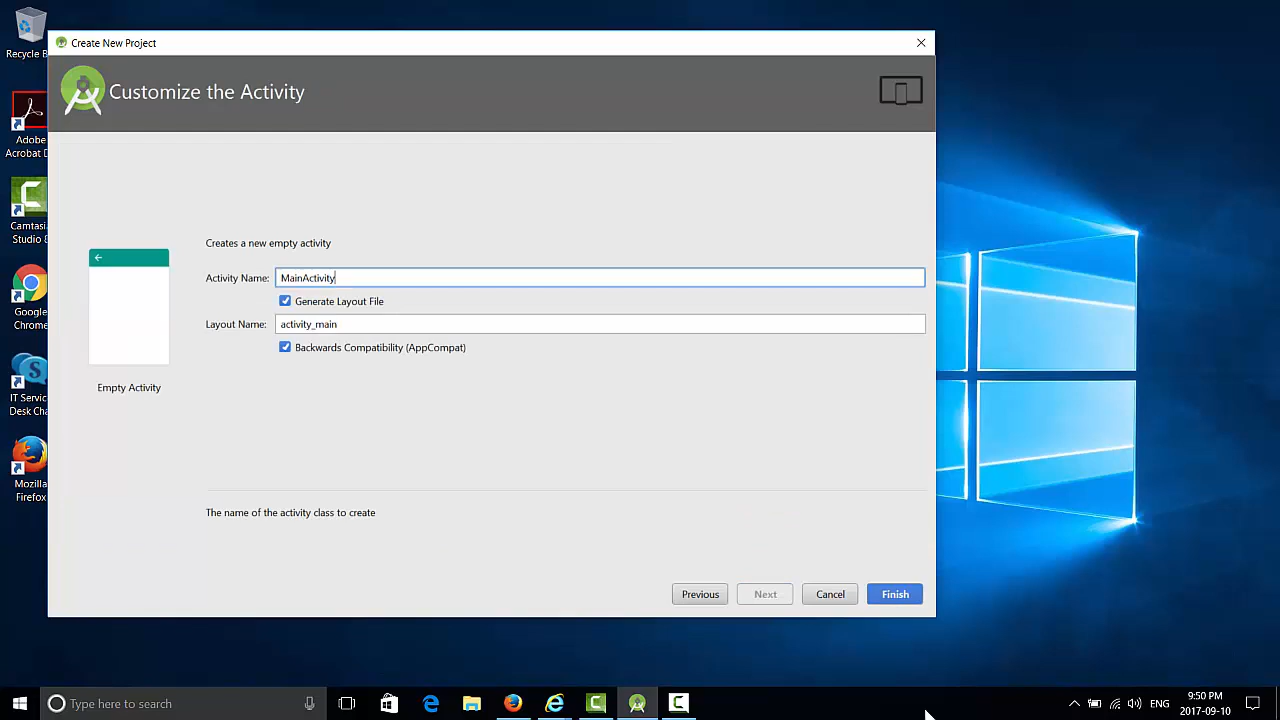 Create New Project
Customize the Activity
Recycle B
Adobe
Acrobat D
Camtasia
Studio 8
Google
Chrome
IT Service
Desk Cha
Mozilla
Firefox
Creates a new empty activity
Activity Name: MainActivity
Generate Layout File
Layout Name: activity_main
Backwards Compatibility (AppCompat)
Empty Activity
The name of the activity class to create
Previous Next Cancel Finish
Type here to search
ENG
9:50 PM
2017-09-10